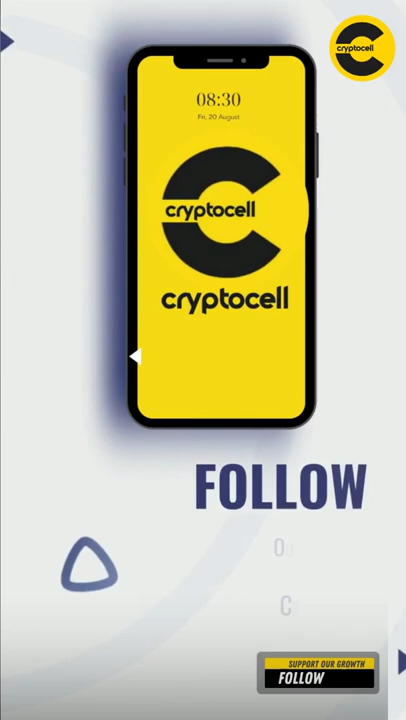 cryptocell
08:30
Fri, 20 August
cryptocell
cryptocell
FOLLOW
SUPPORT OUR GROWTH
FOLLOW